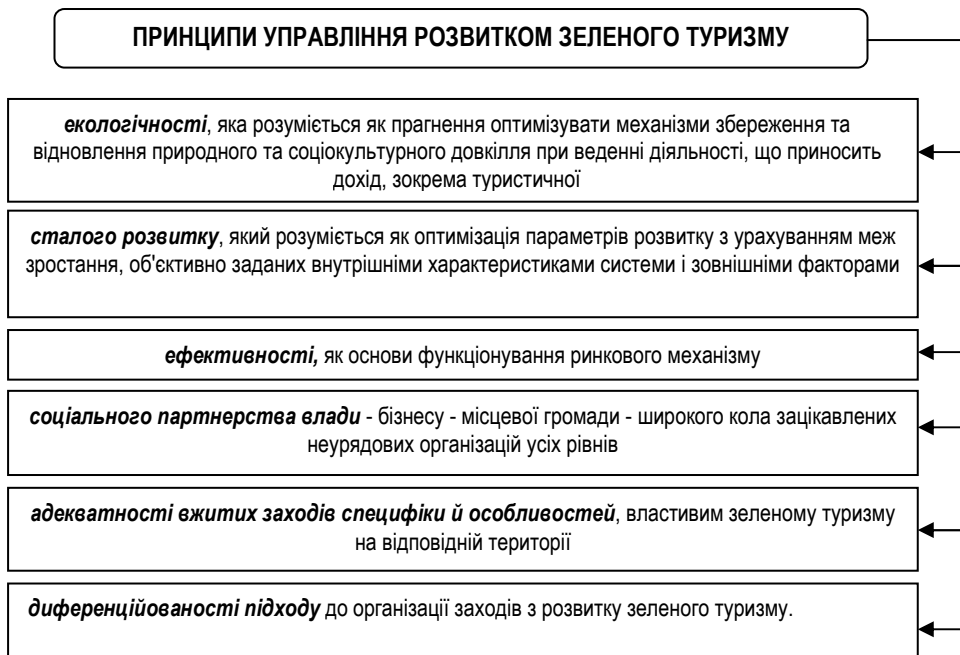 ПРИНЦИПИ УПРАВЛІННЯ РОЗВИТКОМ ЗЕЛЕНОГО ТУРИЗМУ
екологічності, яка розуміється як прагнення оптимізувати механізми збереження та
відновлення природного та соціокультурного довкілля при веденні діяльності, що приносить
дохід, зокрема туристичної
сталого розвитку, який розуміється як оптимізація параметрів розвитку з урахуванням меж
зростання, об'єктивно заданих внутрішніми характеристиками системи і зовнішніми факторами
ефективності, як основи функціонування ринкового механізму
соціального партнерства влади - бізнесу - місцевої громади - широкого кола зацікавлених
неурядових організацій усіх рівнів
адекватності вжитих заходів специфіки й особливостей, властивим зеленому туризму
на відповідній території
диференційованості підходу до організації заходів з розвитку зеленого туризму.